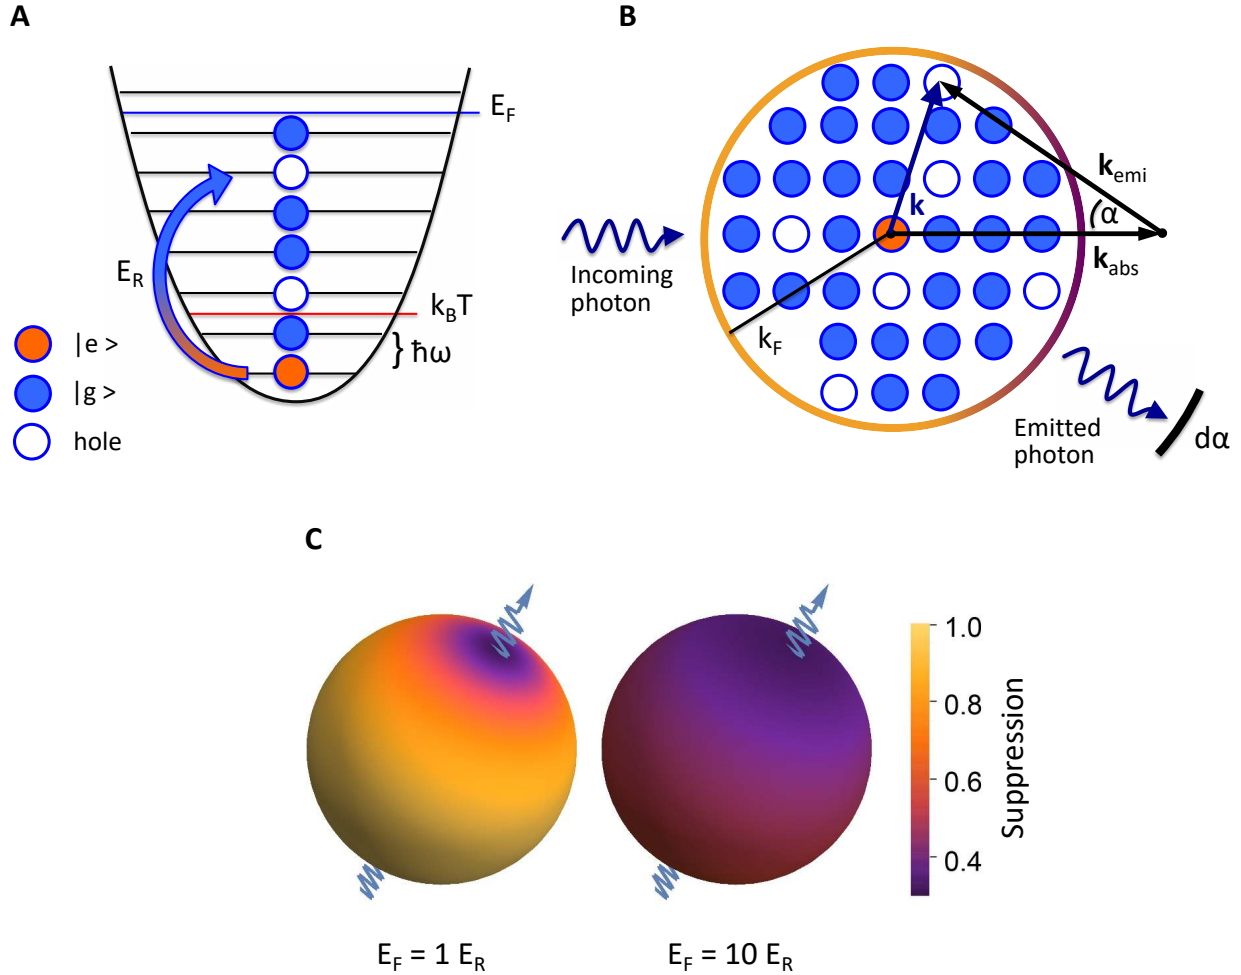 A
E_F
E_R
k_BT
} ħω
|e >
|g >
hole
B
Incoming
photon
k
k_emi
α
k_abs
k_F
Emitted
photon
dα
C
1.0
0.8
0.6
0.4
Suppression
E_F = 1 E_R
E_F = 10 E_R